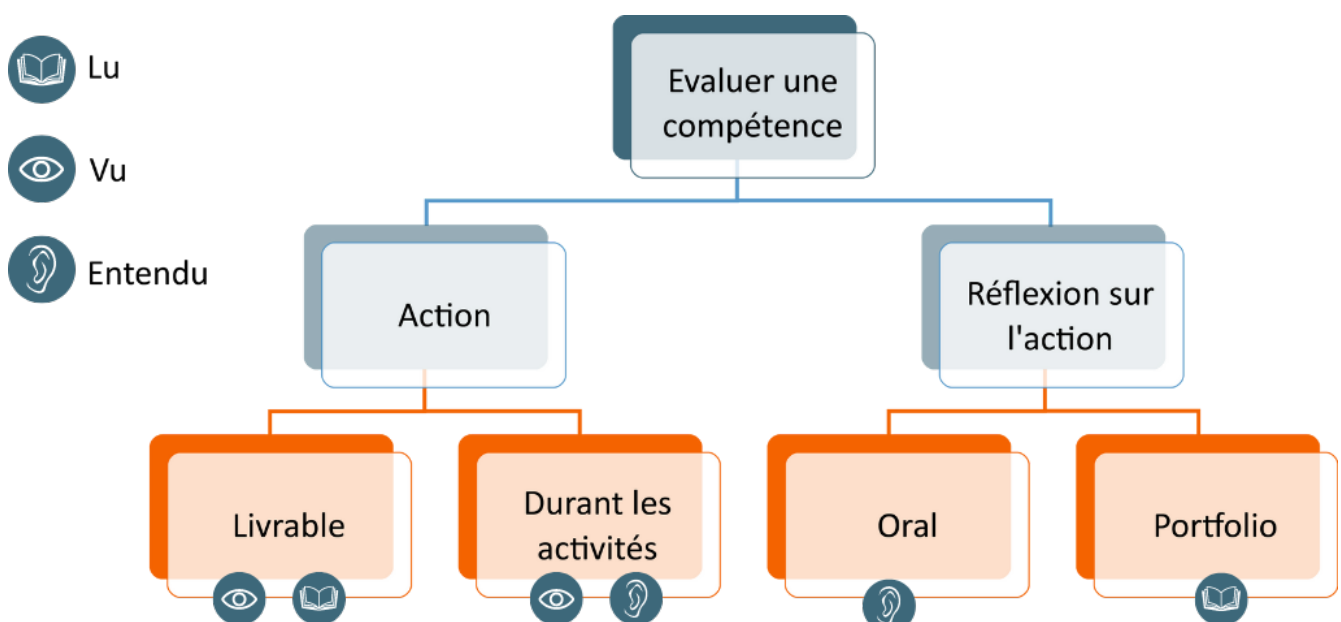 Lu
Vu
Entendu
Evaluer une
compétence
Action
Réflexion sur
l'action
Livrable
Durant les
activités
Oral
Portfolio